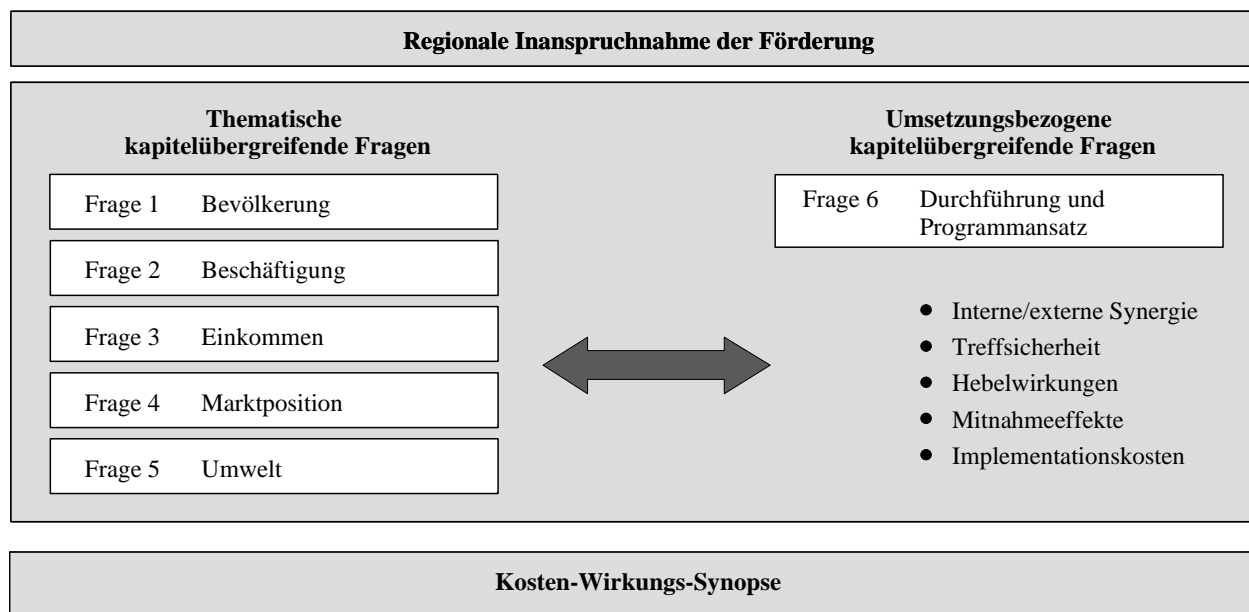 Regionale Inanspruchnahme der Förderung
Thematische
kapitelübergreifende Fragen
Frage 1 Bevölkerung
Frage 2 Beschäftigung
Frage 3 Einkommen
Frage 4 Marktposition
Frage 5 Umwelt
Umsetzungsbezogene
kapitelübergreifende Fragen
Frage 6 Durchführung und
Programmansatz
● Interne/externe Synergie
● Treffsicherheit
● Hebelwirkungen
● Mitnahmeeffekte
● Implementationskosten
Kosten-Wirkungs-Synopse